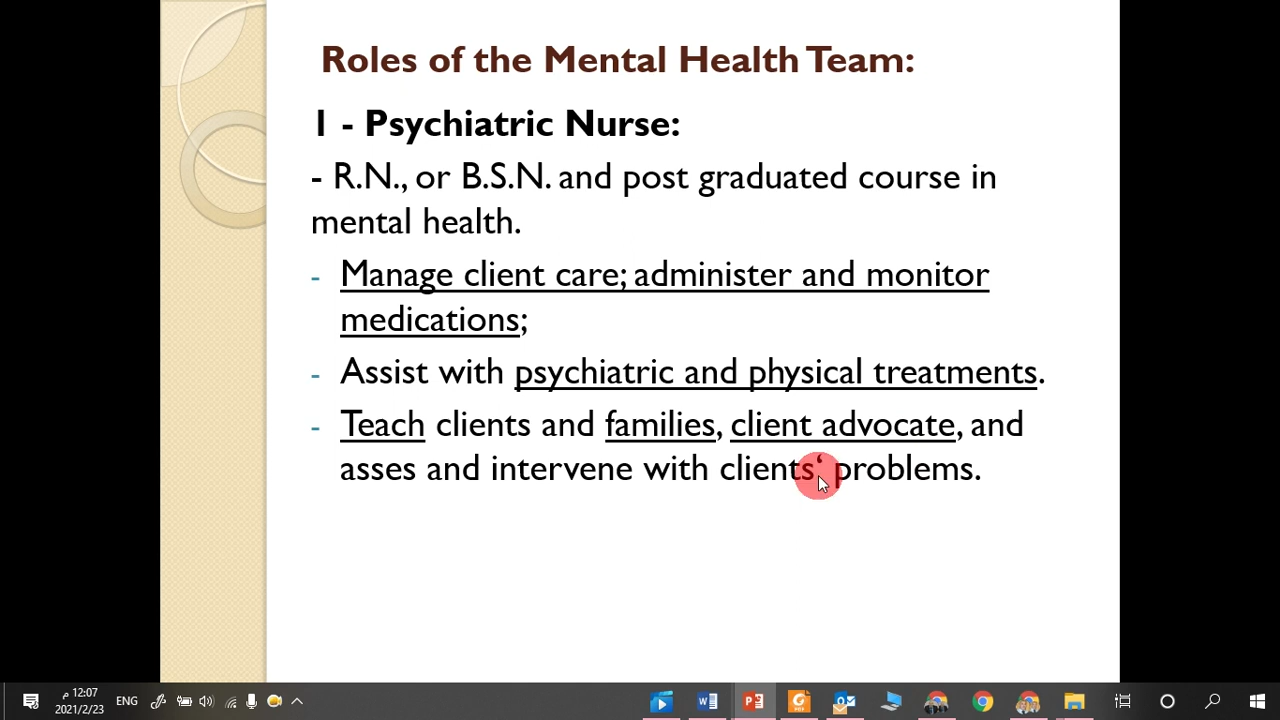 Roles of the Mental Health Team:
1 - Psychiatric Nurse:
- R.N., or B.S.N. and post graduated course in
mental health.
- Manage client care; administer and monitor
medications;
- Assist with psychiatric and physical treatments.
- Teach clients and families, client advocate, and
asses and intervene with clients‘ problems.
12:07 م
ENG
2021/2/23